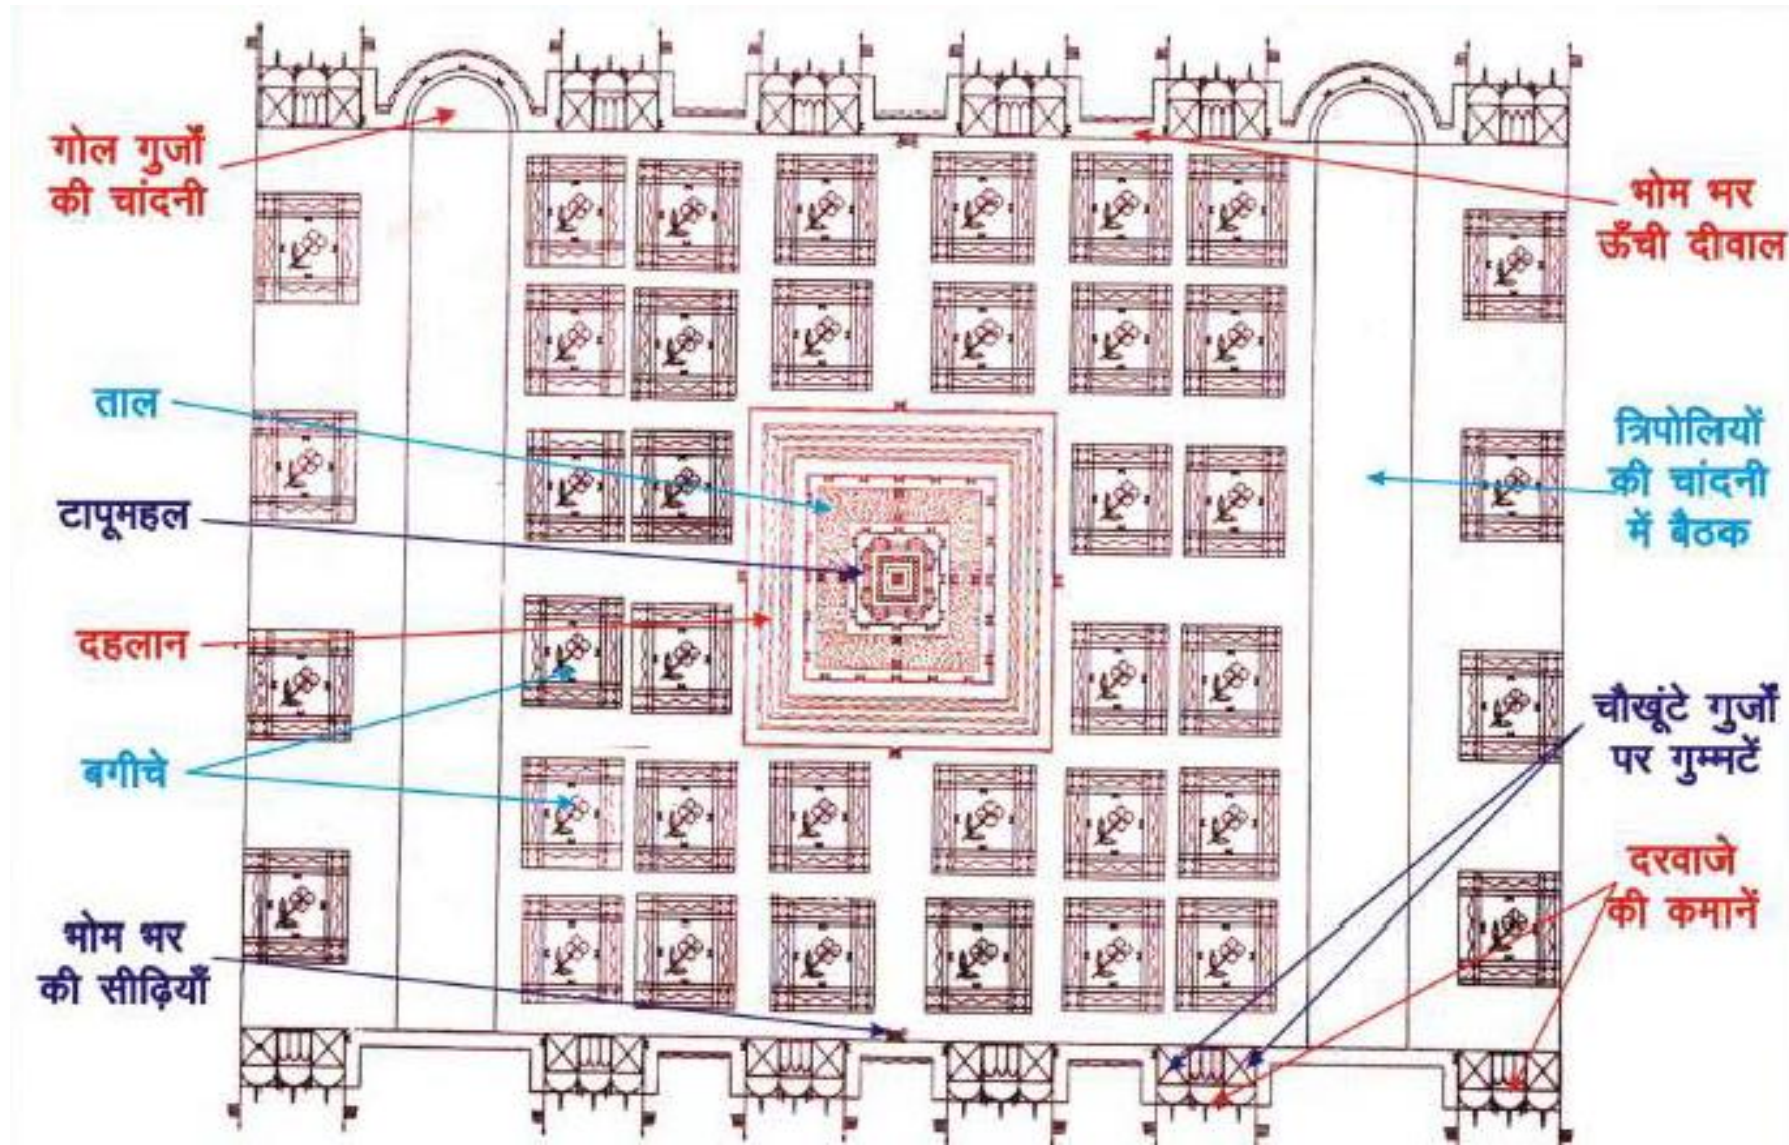 गोल गुर्जों
की चांदनी
ताल
टापूमहल
दहलान
बगीचे
भोम भर
की सीढ़ियाँ
भोम भर
ऊँची दीवाल
त्रिपोलियों
की चांदनी
में बैठक
चौखूंटे गुर्जों
पर गुम्मटें
दरवाजे
की कमानें